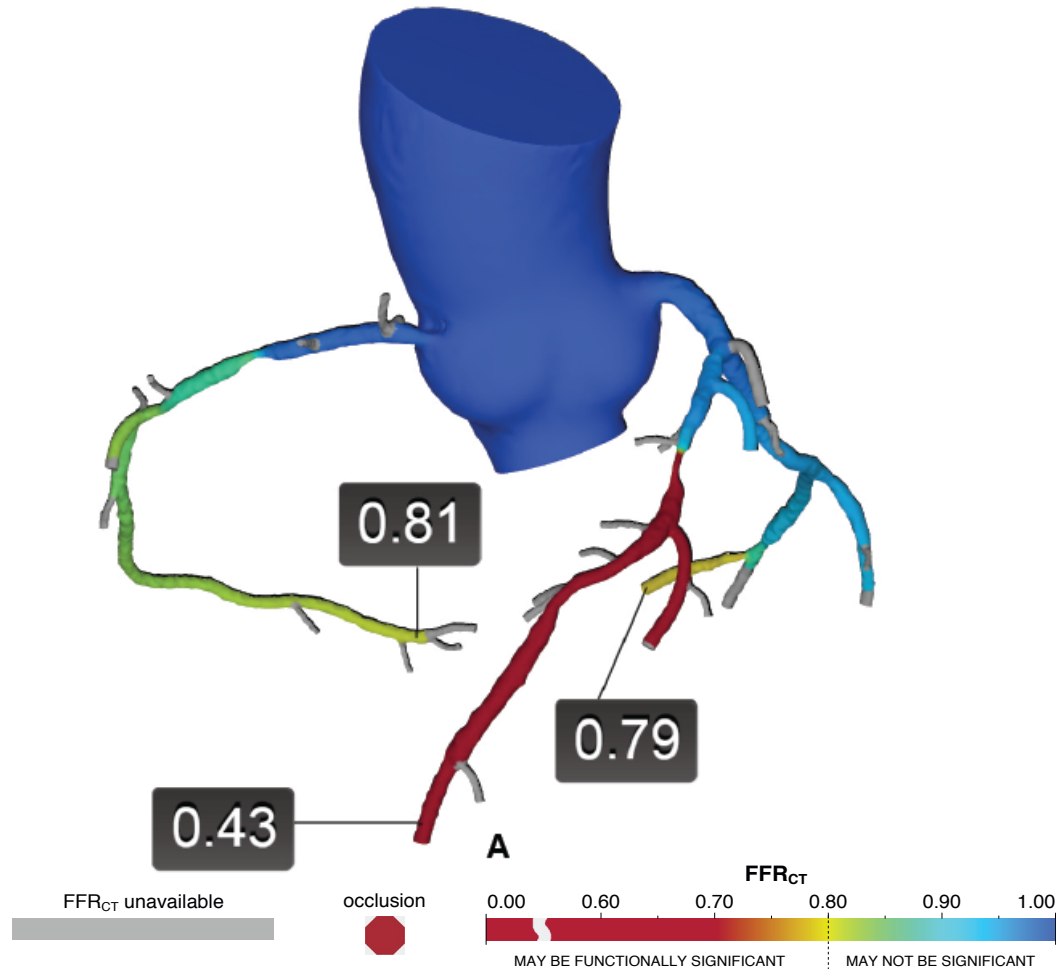 0.81
0.79
0.43
A
FFRCT
FFRCT unavailable
occlusion
0.00 0.60 0.70 0.80 0.90 1.00
MAY BE FUNCTIONALLY SIGNIFICANT MAY NOT BE SIGNIFICANT